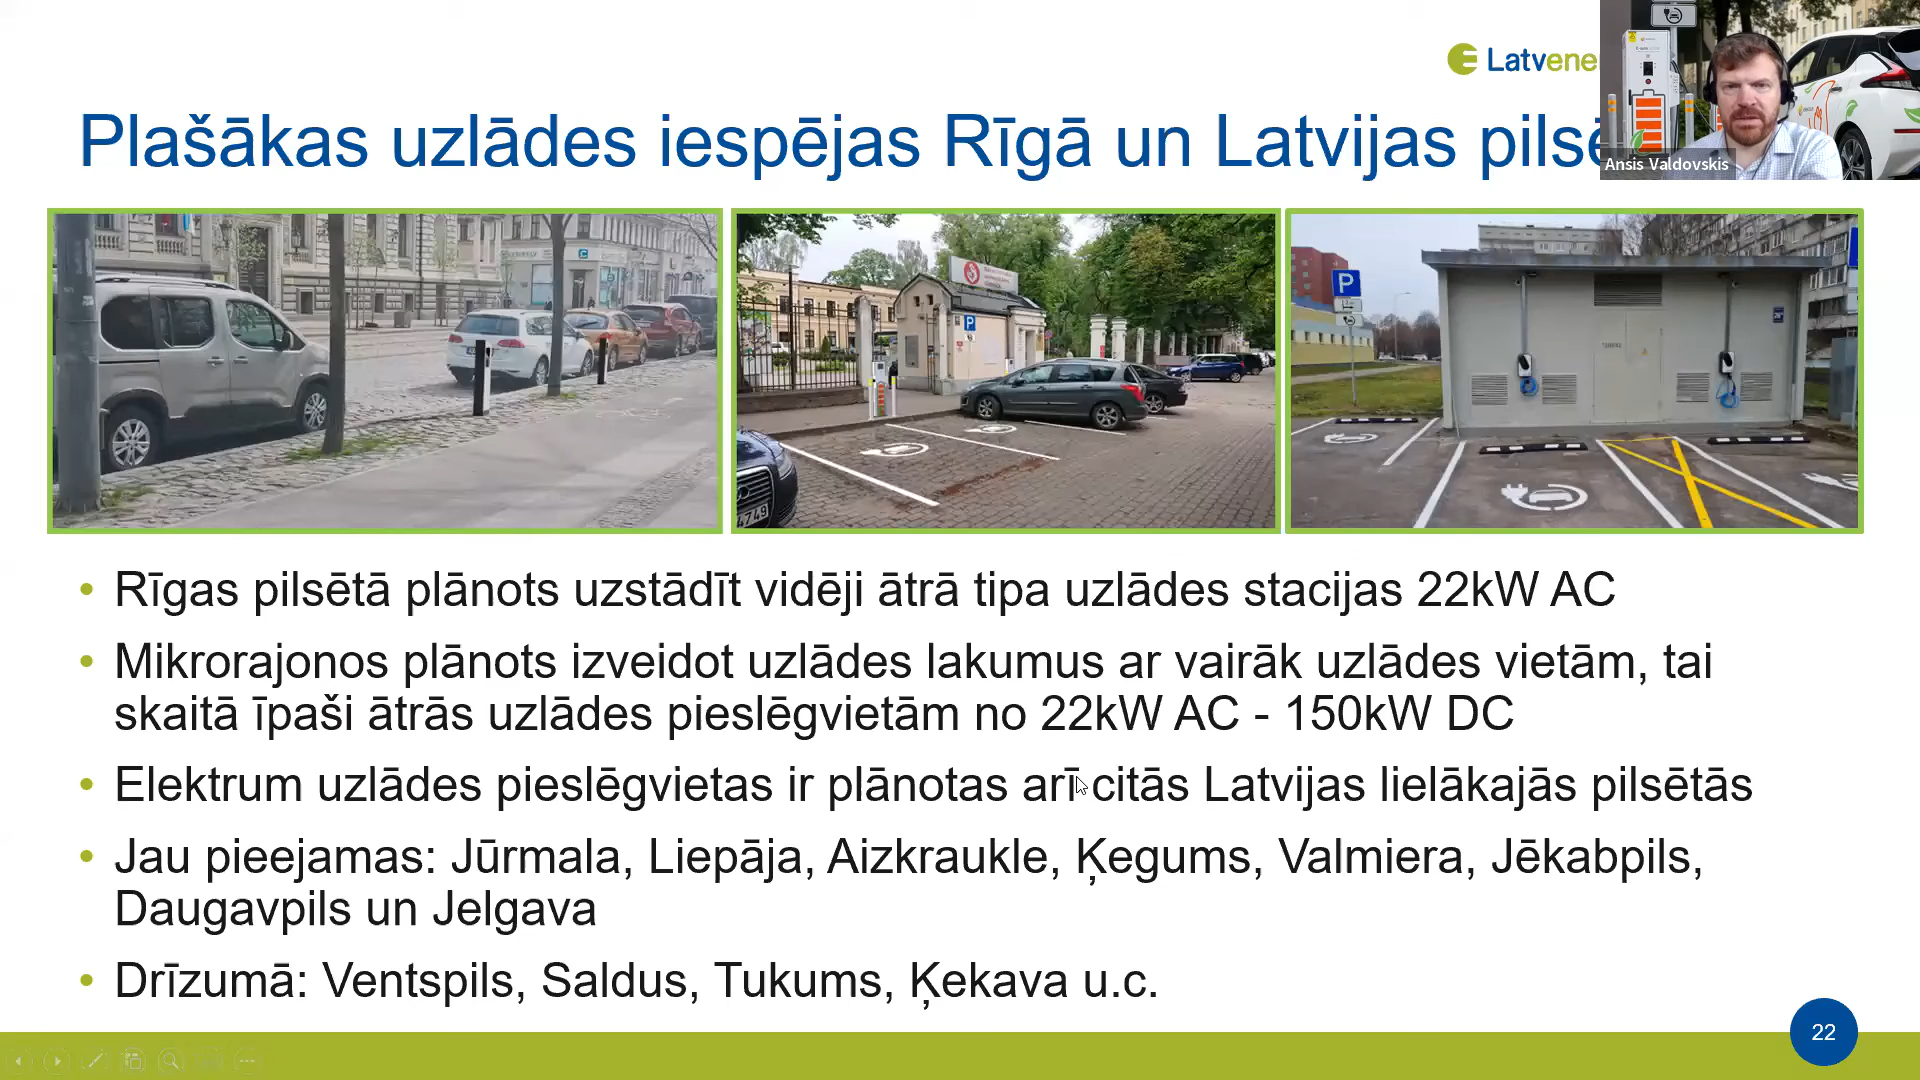 Latvene
Plašākas uzlādes iespējas Rīgā un Latvijas pilsē
Ansis Valdovskis
P
P
• Rīgas pilsētā plānots uzstādīt vidēji ātrā tipa uzlādes stacijas 22kW AC
• Mikrorajonos plānots izveidot uzlādes lakumus ar vairāk uzlādes vietām, tai
skaitā īpaši ātrās uzlādes pieslēgvietām no 22kW AC - 150kW DC
• Elektrum uzlādes pieslēgvietas ir plānotas arī citās Latvijas lielākajās pilsētās
• Jau pieejamas: Jūrmala, Liepāja, Aizkraukle, Ķegums, Valmiera, Jēkabpils,
Daugavpils un Jelgava
• Drīzumā: Ventspils, Saldus, Tukums, Ķekava u.c.
22